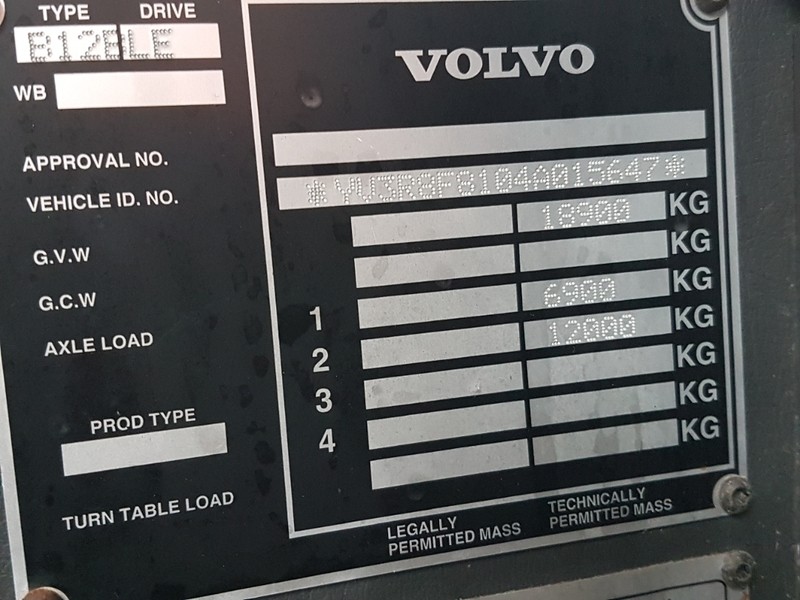 TYPE DRIVE
B12BLE
WB
VOLVO
APPROVAL NO.
VEHICLE ID. NO. *YV3R8F8104A015647*
G.V.W 18900 KG
G.C.W KG
AXLE LOAD 1 6900 KG
2 12000 KG
3 KG
4 KG
PROD TYPE
KG
TURN TABLE LOAD
LEGALLY PERMITTED MASS
TECHNICALLY PERMITTED MASS